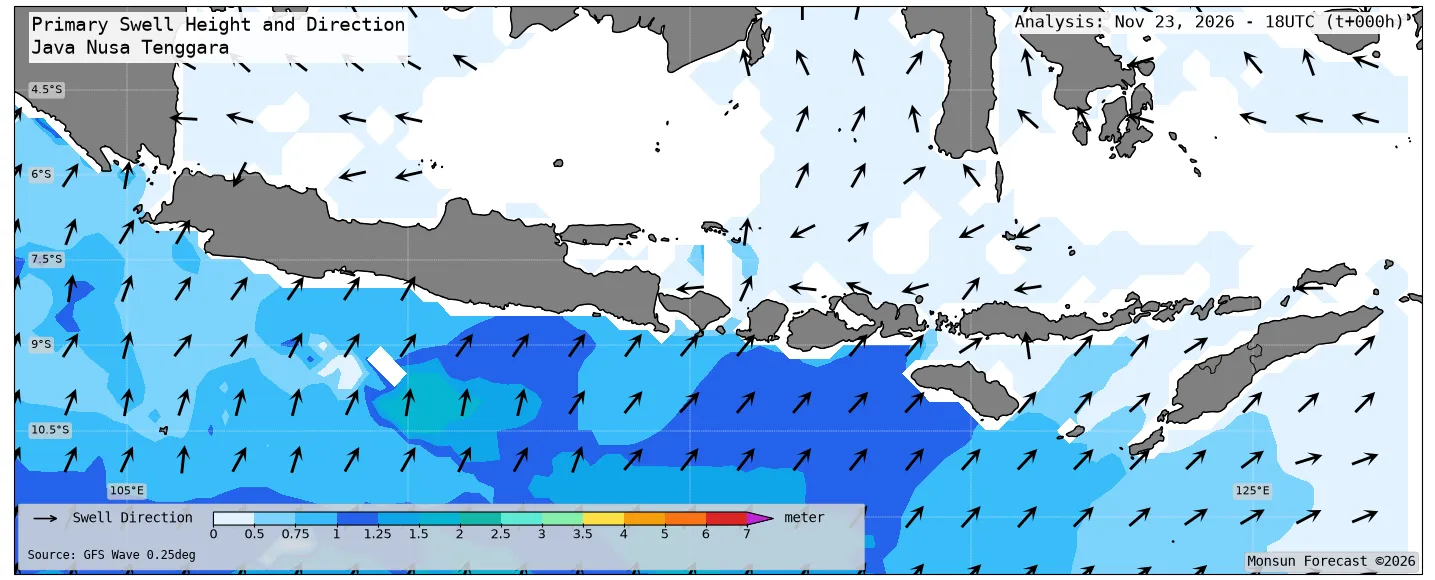 Primary Swell Height and Direction
Java Nusa Tenggara
Analysis: Nov 23, 2026 - 18UTC (t+000h)
4.5°S
6°S
7.5°S
9°S
10.5°S
105°E
125°E
Swell Direction
meter
0 0.5 0.75 1 1.25 1.5 2 2.5 3 3.5 4 5 6 7
Source: GFS Wave 0.25deg
Monsun Forecast ©2026